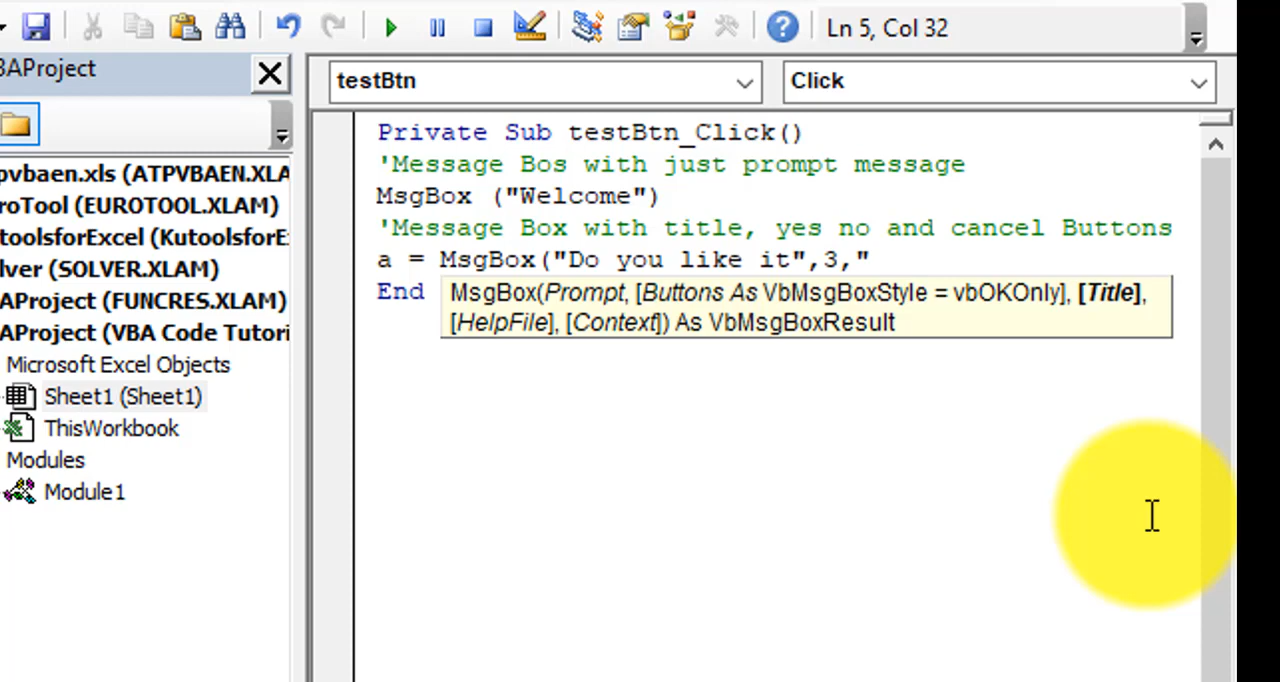 Ln 5, Col 32
BAProject
testBtn
Click
Private Sub testBtn_Click()
'Message Bos with just prompt message
MsgBox ("Welcome")
'Message Box with title, yes no and cancel Buttons
a = MsgBox("Do you like it",3,"
End
MsgBox(Prompt, [Buttons As VbMsgBoxStyle = vbOKOnly], [Title],
[HelpFile], [Context]) As VbMsgBoxResult
pvbaen.xls (ATPVBAEN.XLA
roTool (EUROTOOL.XLAM)
toolsforExcel (KutoolsforE
lver (SOLVER.XLAM)
AProject (FUNCRES.XLAM)
AProject (VBA Code Tutori
Microsoft Excel Objects
Sheet1 (Sheet1)
ThisWorkbook
Modules
Module1